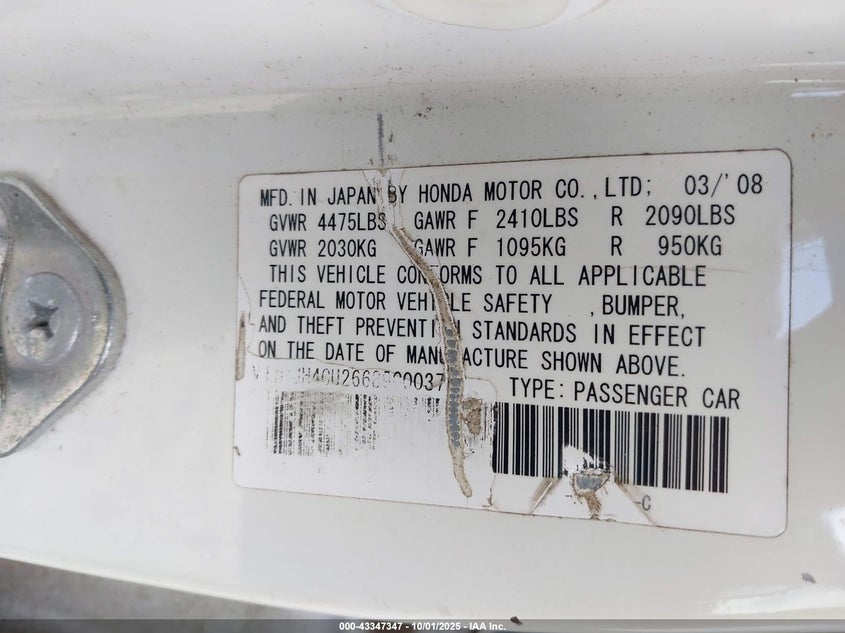 MFD. IN JAPAN BY HONDA MOTOR CO., LTD; 03/'08
GVWR 4475LBS GAWR F 2410LBS R 2090LBS
GVWR 2030KG GAWR F 1095KG R 950KG
THIS VEHICLE CONFORMS TO ALL APPLICABLE
FEDERAL MOTOR VEHICLE SAFETY , BUMPER,
AND THEFT PREVENTION STANDARDS IN EFFECT
ON THE DATE OF MANUFACTURE SHOWN ABOVE.
TYPE: PASSENGER CAR
-C
000-43347347 | 10/01/2025 | IAA Inc.